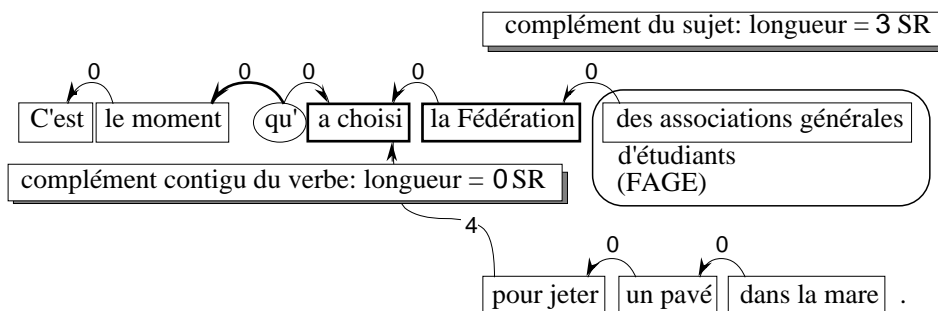 complément du sujet: longueur = 3 SR
0 0 0 0 0
C'est le moment qu' a choisi la Fédération des associations générales
d'étudiants
(FAGE)
complément contigu du verbe: longueur = 0 SR
4
0 0
pour jeter un pavé dans la mare .